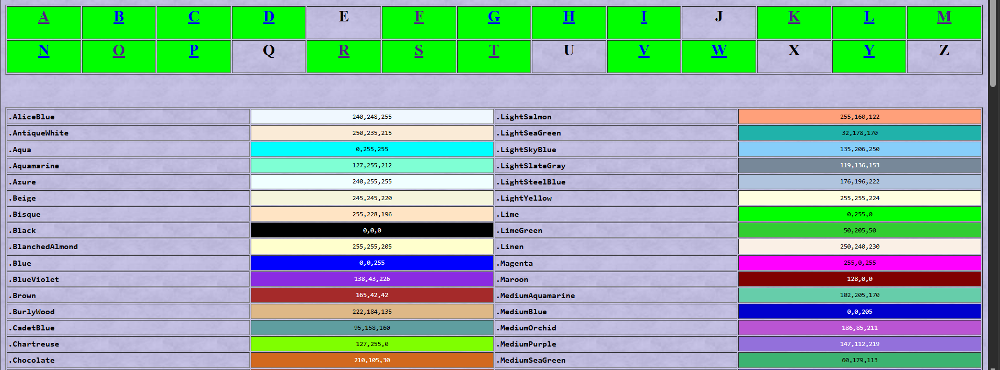 A B C D E F G H I J K L M
N O P Q R S T U V W X Y Z
.AliceBlue 240,248,255 .LightSalmon 255,160,122
.AntiqueWhite 250,235,215 .LightSeaGreen 32,178,170
.Aqua 0,255,255 .LightSkyBlue 135,206,250
.Aquamarine 127,255,212 .LightSlateGray 119,136,153
.Azure 240,255,255 .LightSteelBlue 176,196,222
.Beige 245,245,220 .LightYellow 255,255,224
.Bisque 255,228,196 .Lime 0,255,0
.Black 0,0,0 .LimeGreen 50,205,50
.BlanchedAlmond 255,255,205 .Linen 250,240,230
.Blue 0,0,255 .Magenta 255,0,255
.BlueViolet 138,43,226 .Maroon 128,0,0
.Brown 165,42,42 .MediumAquamarine 102,205,170
.BurlyWood 222,184,135 .MediumBlue 0,0,205
.CadetBlue 95,158,160 .MediumOrchid 186,85,211
.Chartreuse 127,255,0 .MediumPurple 147,112,219
.Chocolate 210,105,30 .MediumSeaGreen 60,179,113